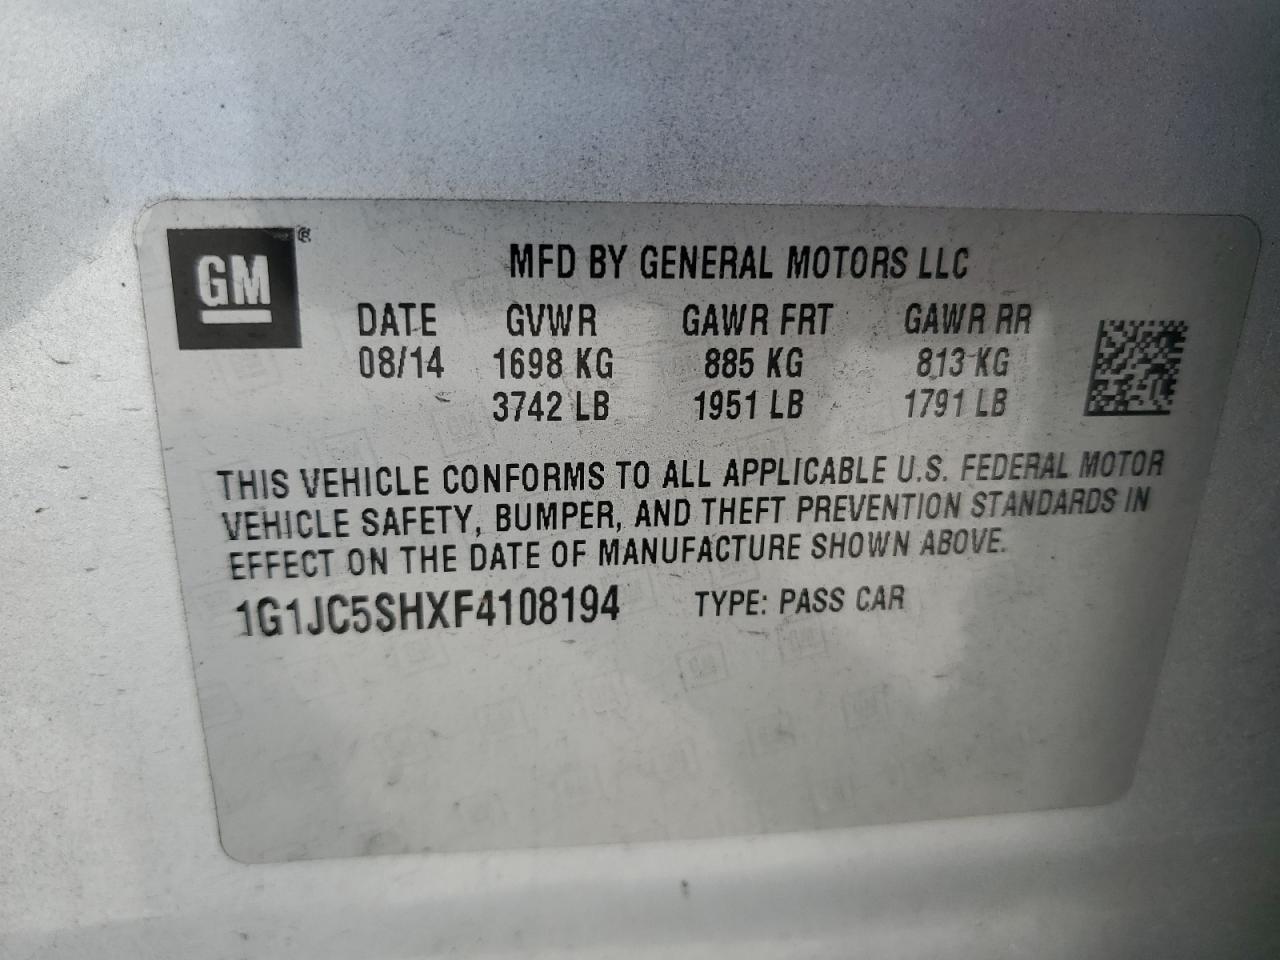 GM®
MFD BY GENERAL MOTORS LLC
DATE GVWR GAWR FRT GAWR RR
08/14 1698 KG 885 KG 813 KG
3742 LB 1951 LB 1791 LB
THIS VEHICLE CONFORMS TO ALL APPLICABLE U.S. FEDERAL MOTOR
VEHICLE SAFETY, BUMPER, AND THEFT PREVENTION STANDARDS IN
EFFECT ON THE DATE OF MANUFACTURE SHOWN ABOVE.
1G1JC5SHXF4108194 TYPE: PASS CAR